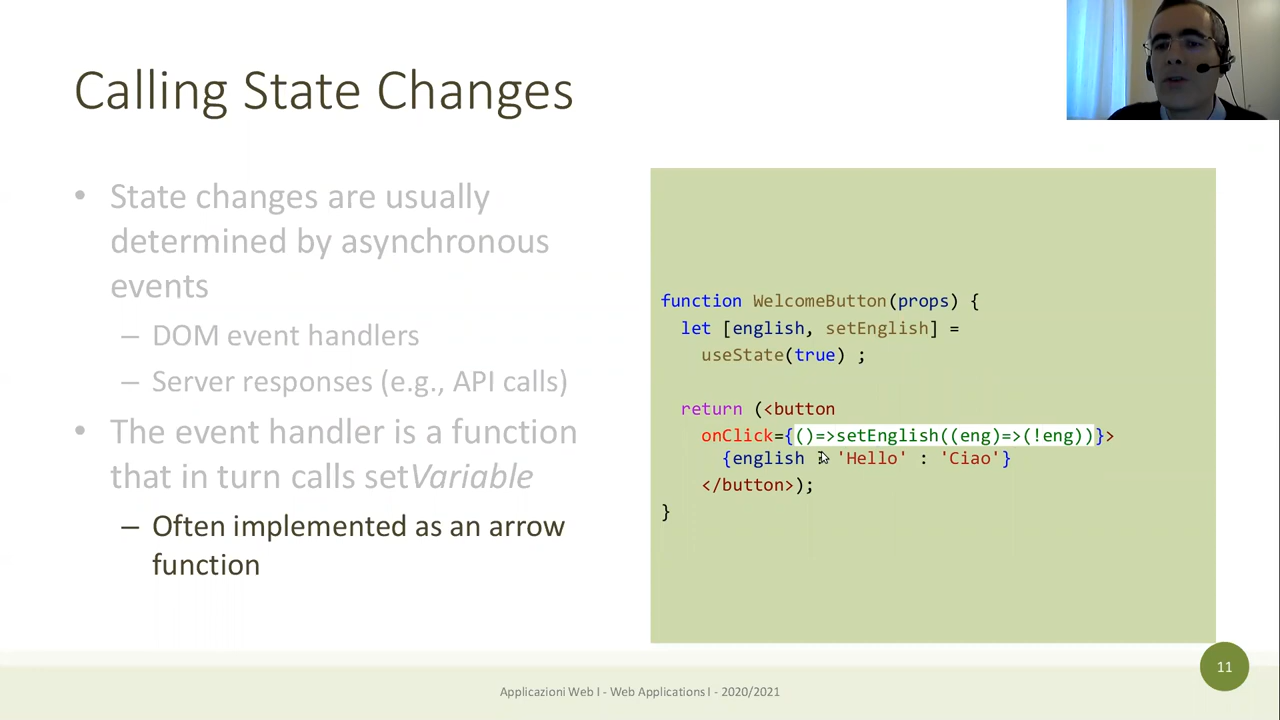 Calling State Changes
• State changes are usually
determined by asynchronous
events
– DOM event handlers
– Server responses (e.g., API calls)
• The event handler is a function
that in turn calls setVariable
– Often implemented as an arrow
function
function WelcomeButton(props) {
let [english, setEnglish] =
useState(true) ;
return (<button
onClick={()=>setEnglish((eng)=>(!eng))}>
{english ? 'Hello' : 'Ciao'}
</button>);
}
11
Applicazioni Web I - Web Applications I - 2020/2021